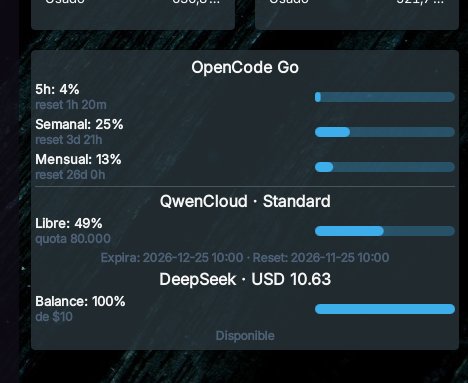 OpenCode Go
5h: 4%
reset 1h 20m
Semanal: 25%
reset 3d 21h
Mensual: 13%
reset 26d 0h
QwenCloud · Standard
Libre: 49%
quota 80.000
Expira: 2026-12-25 10:00 · Reset: 2026-11-25 10:00
DeepSeek · USD 10.63
Balance: 100%
de $10
Disponible